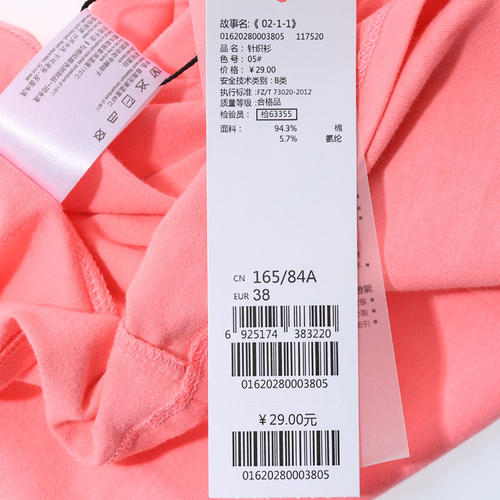 故事名:《 02-1-1》
01620280003805 117520
品 名: 针织衫
色 号: 05#
价 格: ¥29.00
安全技术类别: B类
执行标准: FZ/T 73020-2012
质量等级: 合格品
检验员: 检63355
面料: 94.3% 棉
5.7% 氨纶
CN 165/84A
EUR 38
6 925174 383220
01620280003805
¥29.00元
01620280003805